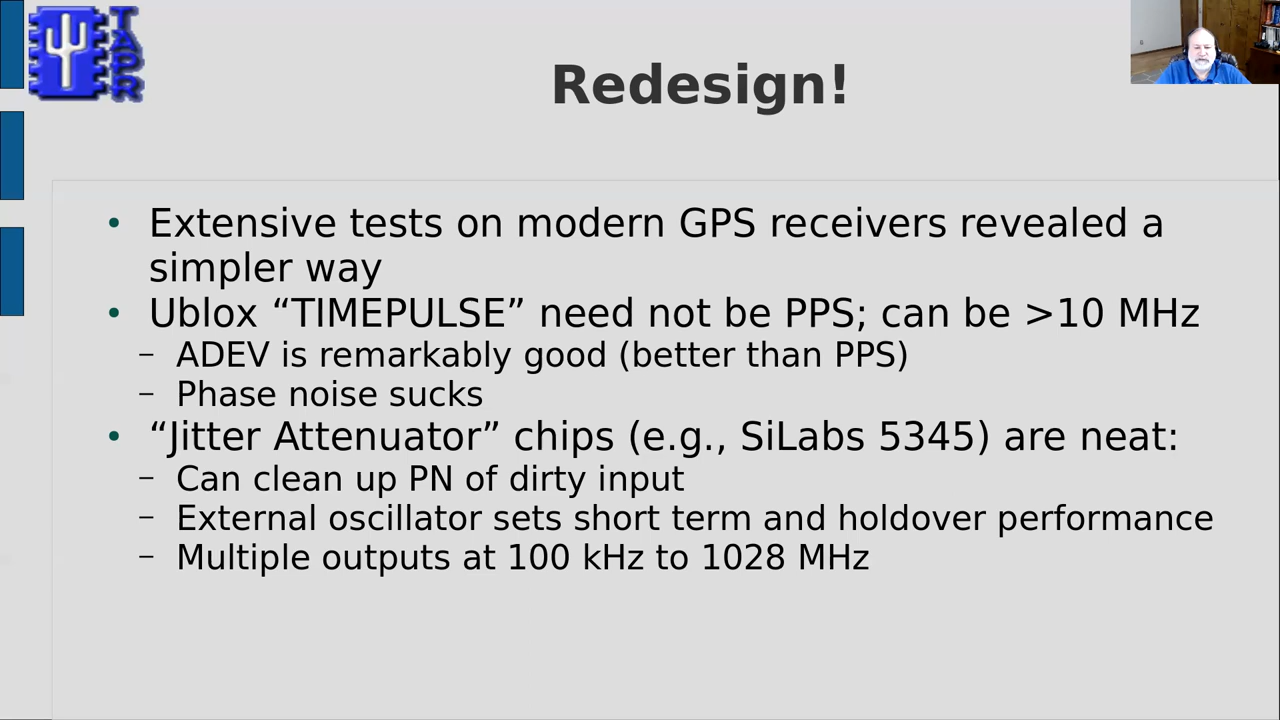 TAPR
Redesign!
• Extensive tests on modern GPS receivers revealed a
simpler way
• Ublox “TIMEPULSE” need not be PPS; can be >10 MHz
– ADEV is remarkably good (better than PPS)
– Phase noise sucks
• “Jitter Attenuator” chips (e.g., SiLabs 5345) are neat:
– Can clean up PN of dirty input
– External oscillator sets short term and holdover performance
– Multiple outputs at 100 kHz to 1028 MHz